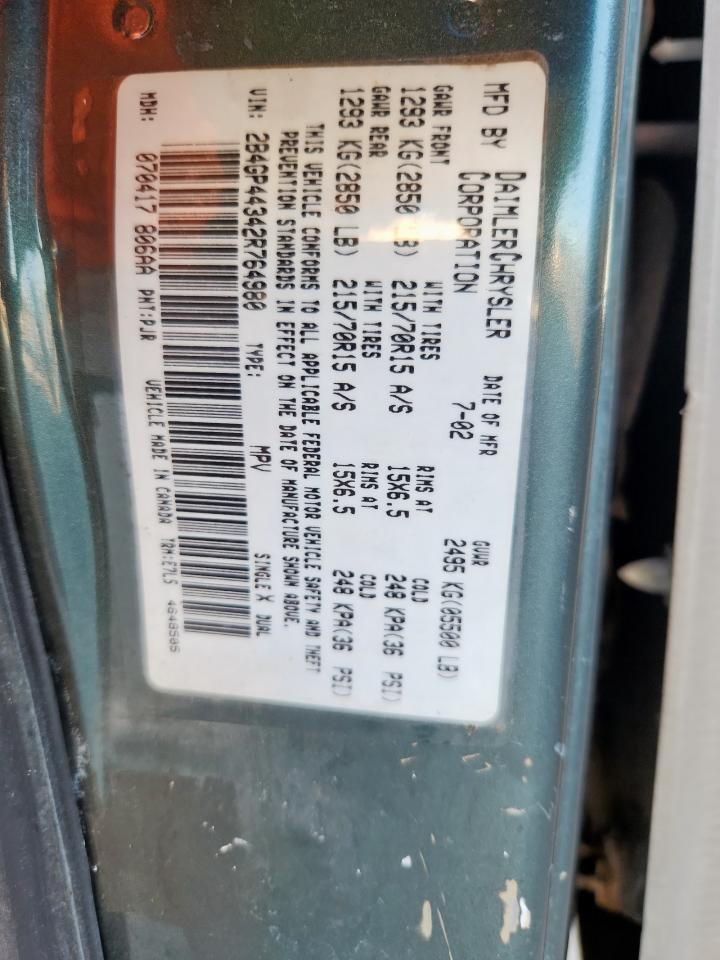 MFD BY DAIMLERCHRYSLER CORPORATION
DATE OF MFR 7-02
GVWR 2495 KG(05500 LB)
GAWR FRONT WITH TIRES RIMS AT COLD
1293 KG(2850 LB) 215/70R15 A/S 15X6.5 248 KPA(36 PSI)
GAWR REAR WITH TIRES RIMS AT COLD
1293 KG(2850 LB) 215/70R15 A/S 15X6.5 248 KPA(36 PSI)
THIS VEHICLE CONFORMS TO ALL APPLICABLE FEDERAL MOTOR VEHICLE SAFETY AND THEFT
PREVENTION STANDARDS IN EFFECT ON THE DATE OF MANUFACTURE SHOWN ABOVE.
VIN: 2B4GP44342R764980 TYPE: MPV SINGLE X DUAL
MDH: 070417 806AA PNT:PJR VEHICLE MADE IN CANADA TRM:E7L5 4648505